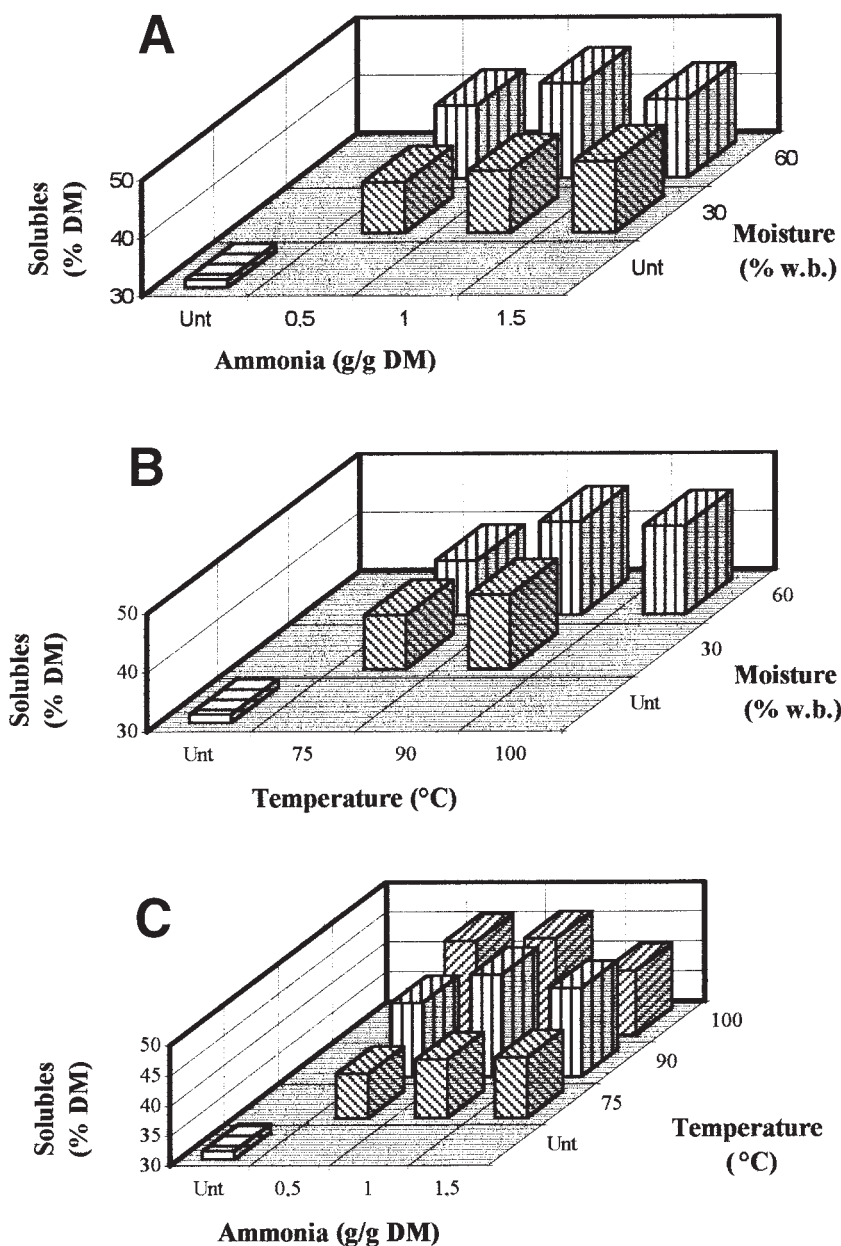 A
50
40
30
Solubles
(% DM)
Unt
0.5
1
1.5
Ammonia (g/g DM)
Unt
30
60
Moisture
(% w.b.)
B
50
40
30
Solubles
(% DM)
Unt
75
90
100
Temperature (°C)
Unt
30
60
Moisture
(% w.b.)
C
50
45
40
35
30
Solubles
(% DM)
Unt
0.5
1
1.5
Ammonia (g/g DM)
Unt
75
90
100
Temperature
(°C)